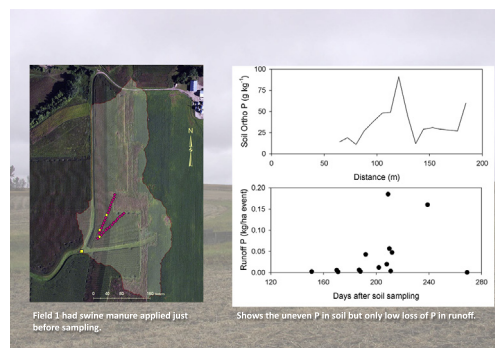 N
0
40
80
160 Meters
Field 1 had swine manure applied just
before sampling.
Soil Ortho P (g kg⁻¹)
100
75
50
25
0
0 50 100 150 200
Distance (m)
Runoff P (kg/ha event)
0.20
0.15
0.10
0.05
0.00
120 160 200 240 280
Days after soil sampling
Shows the uneven P in soil but only low loss of P in runoff.